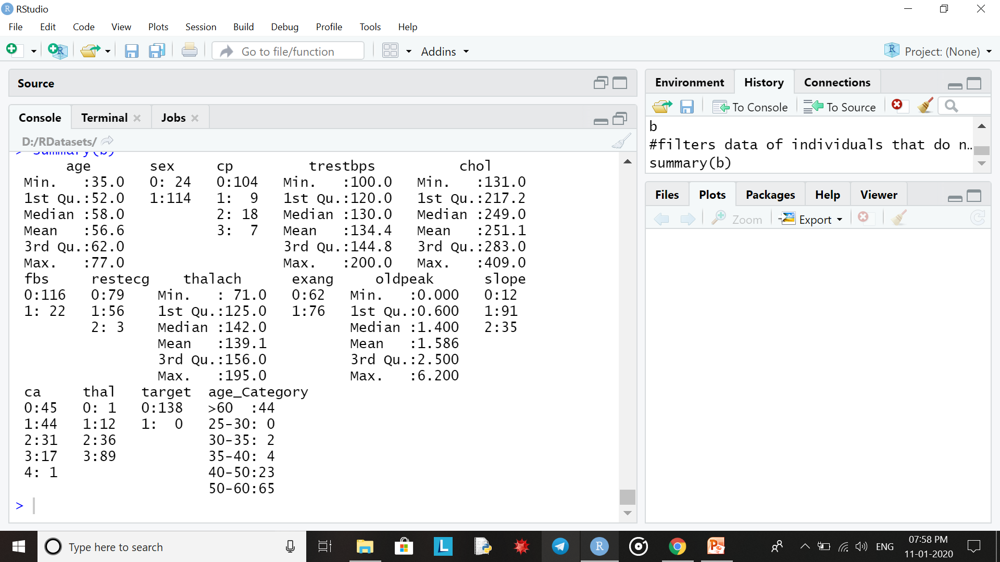 RStudio
File Edit Code View Plots Session Build Debug Profile Tools Help
Go to file/function Addins Project: (None)
Source
Console Terminal Jobs
D:/RDatasets/
> summary(b)
age sex cp trestbps chol
Min. :35.0 0: 24 0:104 Min. :100.0 Min. :131.0
1st Qu.:52.0 1:114 1: 9 1st Qu.:120.0 1st Qu.:217.2
Median :58.0 2: 18 Median :130.0 Median :249.0
Mean :56.6 3: 7 Mean :134.4 Mean :251.1
3rd Qu.:62.0 3rd Qu.:144.8 3rd Qu.:283.0
Max. :77.0 Max. :200.0 Max. :409.0
fbs restecg thalach exang oldpeak slope
0:116 0:79 Min. : 71.0 0:62 Min. :0.000 0:12
1: 22 1:56 1st Qu.:125.0 1:76 1st Qu.:0.600 1:91
2: 3 Median :142.0 Median :1.400 2:35
Mean :139.1 Mean :1.586
3rd Qu.:156.0 3rd Qu.:2.500
Max. :195.0 Max. :6.200
ca thal target age_Category
0:45 0: 1 0:138 >60 :44
1:44 1:12 1: 0 25-30: 0
2:31 2:36 30-35: 2
3:17 3:89 35-40: 4
4: 1 40-50:23
50-60:65
>
Environment History Connections
To Console To Source
b
#filters data of individuals that do n…
summary(b)
Files Plots Packages Help Viewer
Zoom Export
Type here to search
ENG
07:58 PM
11-01-2020